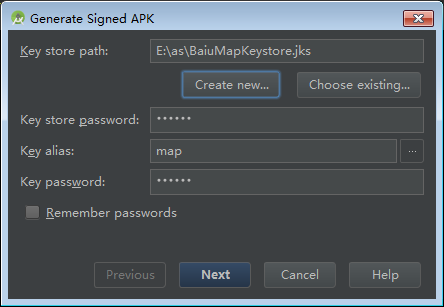 Generate Signed APK
Key store path:
E:\as\BaiuMapKeystore.jks
Create new...
Choose existing...
Key store password:
••••••
Key alias:
map
...
Key password:
••••••
Remember passwords
Previous
Next
Cancel
Help